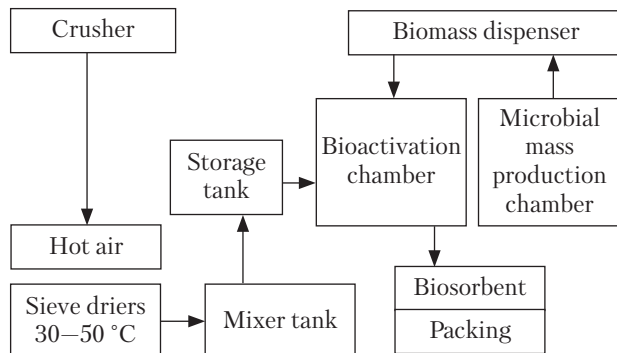 Crusher
Biomass dispenser
Storage
tank
Bioactivation
chamber
Microbial
mass
production
chamber
Hot air
Sieve driers
30–50 °C
Mixer tank
Biosorbent
Packing